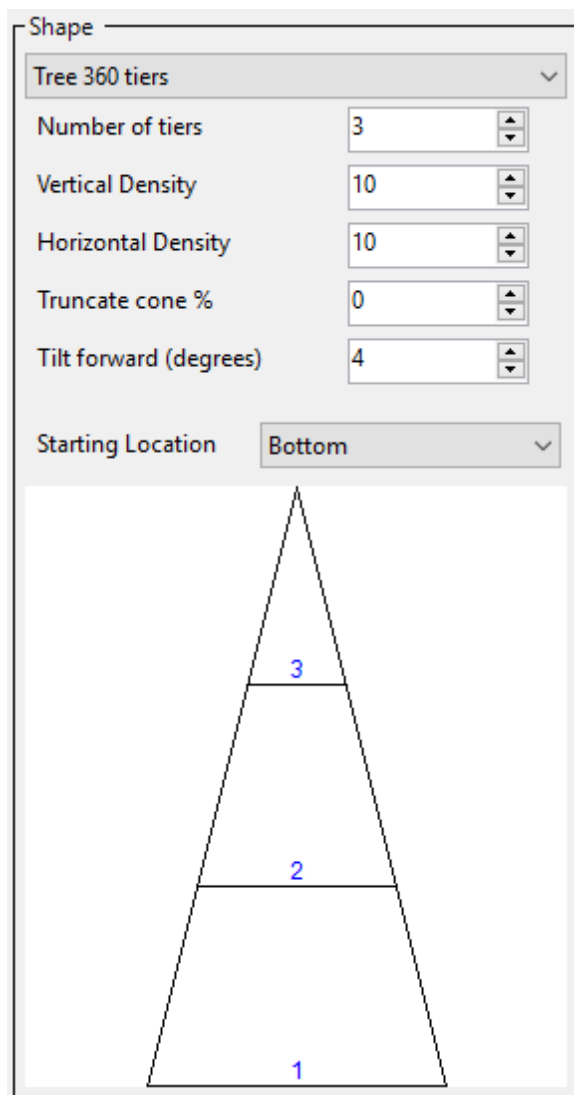 Shape
Tree 360 tiers
Number of tiers 3
Vertical Density 10
Horizontal Density 10
Truncate cone % 0
Tilt forward (degrees) 4
Starting Location Bottom
3
2
1